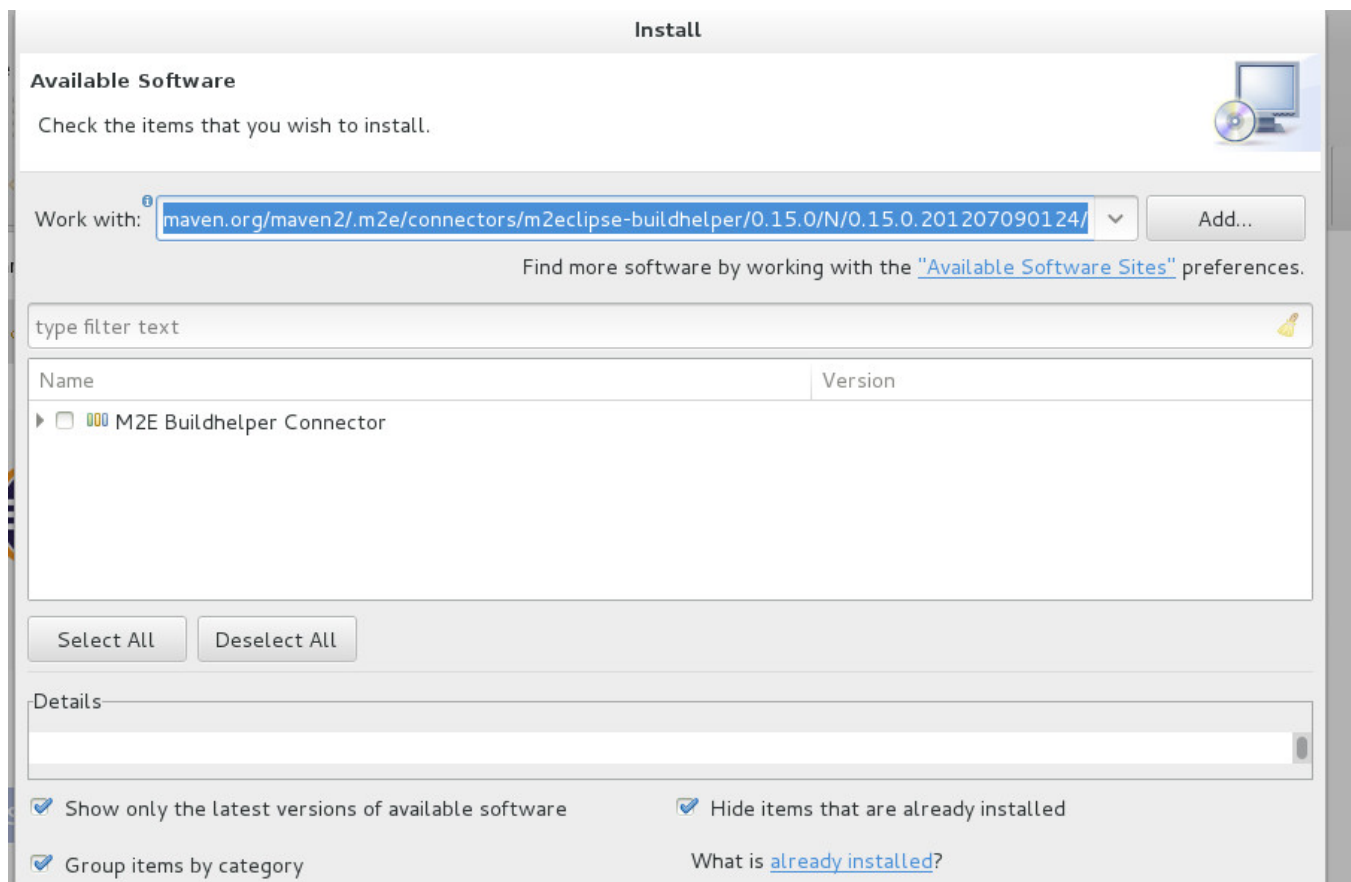 Install
Available Software
Check the items that you wish to install.
Work with: maven.org/maven2/.m2e/connectors/m2eclipse-buildhelper/0.15.0/N/0.15.0.201207090124/ Add...
Find more software by working with the "Available Software Sites" preferences.
type filter text
Name Version
M2E Buildhelper Connector
Select All Deselect All
Details
Show only the latest versions of available software Hide items that are already installed
Group items by category What is already installed?